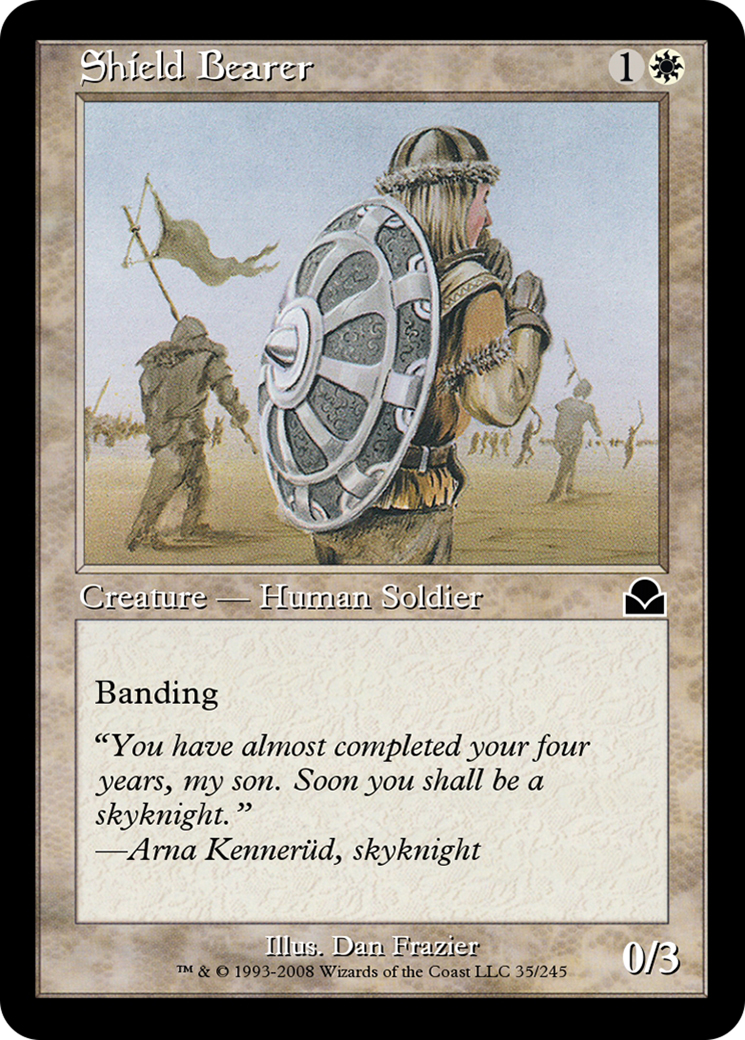 Shield Bearer 1
Creature — Human Soldier
Banding
“You have almost completed your four
years, my son. Soon you shall be a
skyknight.”
—Arna Kennerüd, skyknight
Illus. Dan Frazier
™ & © 1993-2008 Wizards of the Coast LLC 35/245
0/3